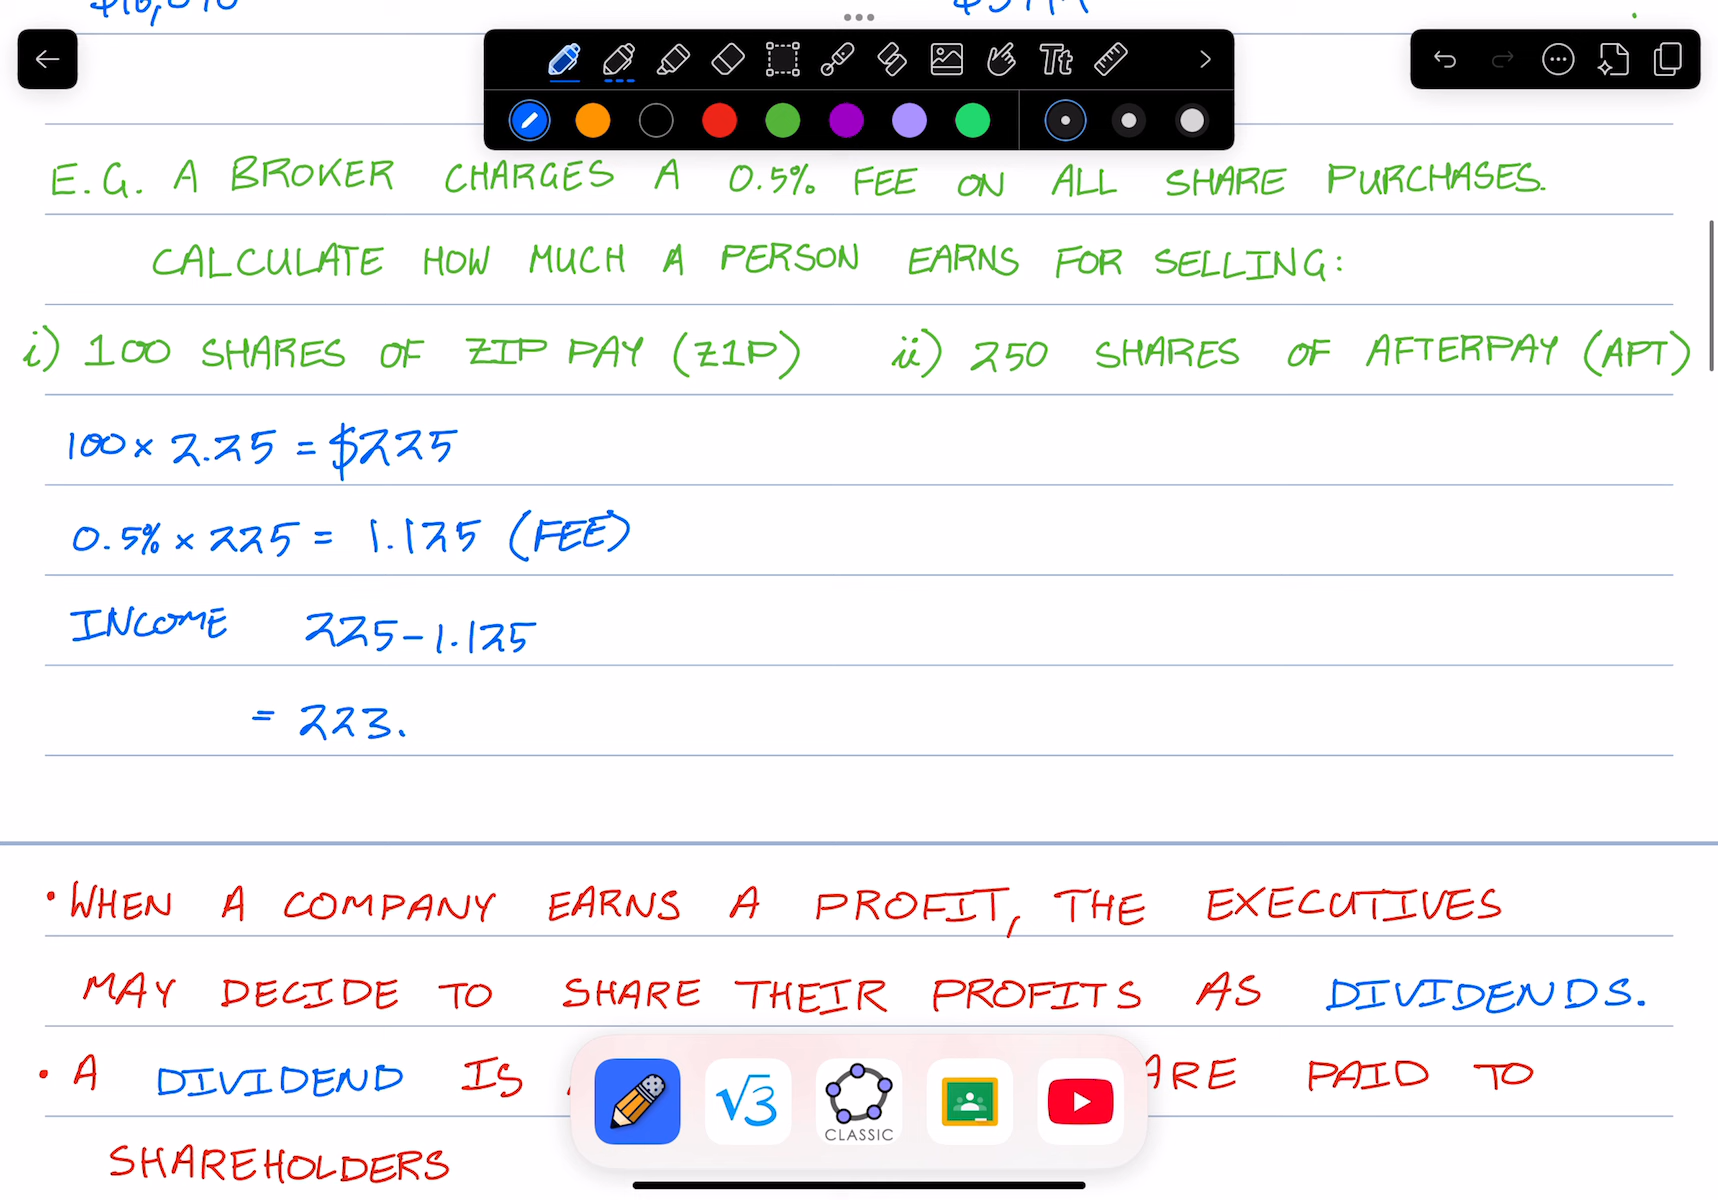 Tt
E.G. A BROKER CHARGES A 0.5% FEE ON ALL SHARE PURCHASES.
CALCULATE HOW MUCH A PERSON EARNS FOR SELLING:
i) 100 SHARES OF ZIP PAY (Z1P) ii) 250 SHARES OF AFTERPAY (APT)
100 × 2.25 = $225
0.5% × 225 = 1.125 (FEE)
INCOME 225 - 1.125
= 223.
• WHEN A COMPANY EARNS A PROFIT, THE EXECUTIVES
MAY DECIDE TO SHARE THEIR PROFITS AS DIVIDENDS.
• A DIVIDEND IS ARE PAID TO
√3
CLASSIC
SHAREHOLDERS